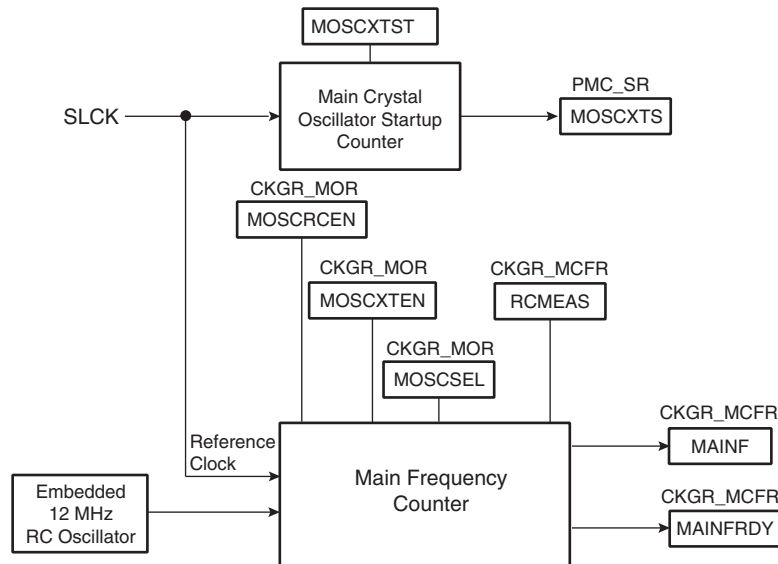 MOSCXTST
SLCK
Main Crystal
Oscillator Startup
Counter
PMC_SR
MOSCXTS
CKGR_MOR
MOSCRCEN
CKGR_MOR
MOSCXTEN
CKGR_MCFR
RCMEAS
CKGR_MOR
MOSCSEL
Reference
Clock
Main Frequency
Counter
CKGR_MCFR
MAINF
Embedded
12 MHz
RC Oscillator
CKGR_MCFR
MAINFRDY